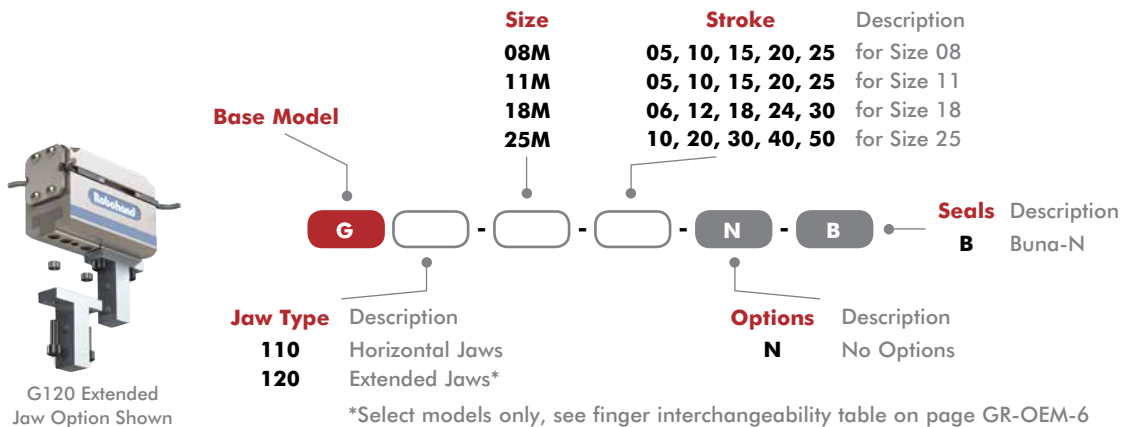 Size Stroke Description
08M 05, 10, 15, 20, 25 for Size 08
11M 05, 10, 15, 20, 25 for Size 11
18M 06, 12, 18, 24, 30 for Size 18
25M 10, 20, 30, 40, 50 for Size 25
Base Model
Robohand
G - - - N - B
Seals Description
B Buna-N
Jaw Type Description
110 Horizontal Jaws
120 Extended Jaws*
Options Description
N No Options
G120 Extended
Jaw Option Shown
*Select models only, see finger interchangeability table on page GR-OEM-6